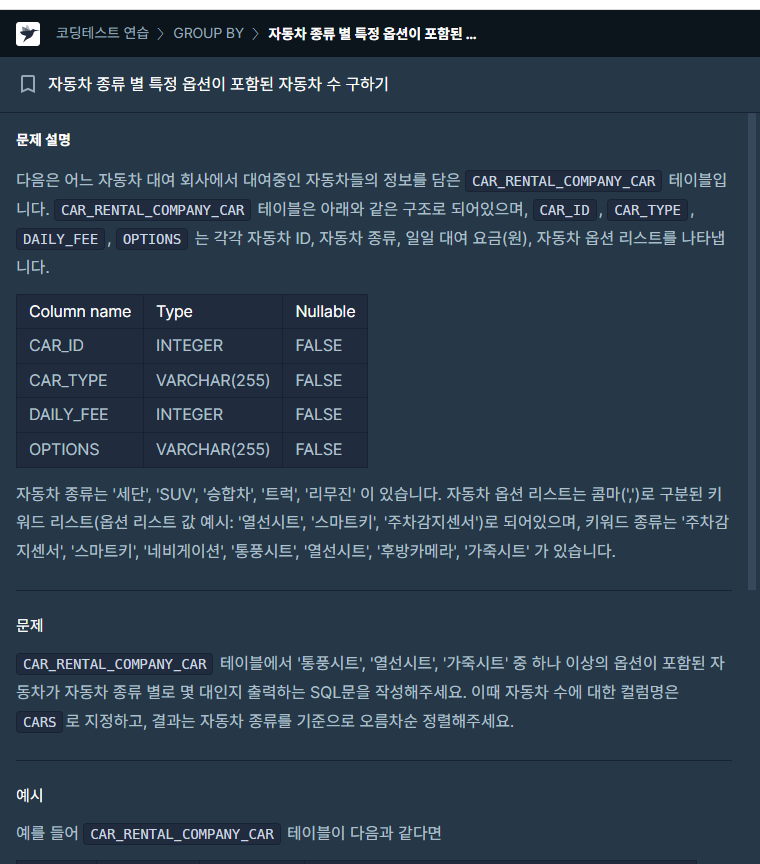 코딩테스트 연습 > GROUP BY > 자동차 종류 별 특정 옵션이 포함된 ...
자동차 종류 별 특정 옵션이 포함된 자동차 수 구하기
문제 설명
다음은 어느 자동차 대여 회사에서 대여중인 자동차들의 정보를 담은 CAR_RENTAL_COMPANY_CAR 테이블입
니다. CAR_RENTAL_COMPANY_CAR 테이블은 아래와 같은 구조로 되어있으며, CAR_ID, CAR_TYPE,
DAILY_FEE, OPTIONS 는 각각 자동차 ID, 자동차 종류, 일일 대여 요금(원), 자동차 옵션 리스트를 나타냅
니다.
Column name Type Nullable
CAR_ID INTEGER FALSE
CAR_TYPE VARCHAR(255) FALSE
DAILY_FEE INTEGER FALSE
OPTIONS VARCHAR(255) FALSE
자동차 종류는 '세단', 'SUV', '승합차', '트럭', '리무진' 이 있습니다. 자동차 옵션 리스트는 콤마(',')로 구분된 키
워드 리스트(옵션 리스트 값 예시: '열선시트', '스마트키', '주차감지센서')로 되어있으며, 키워드 종류는 '주차감
지센서', '스마트키', '네비게이션', '통풍시트', '열선시트', '후방카메라', '가죽시트' 가 있습니다.
문제
CAR_RENTAL_COMPANY_CAR 테이블에서 '통풍시트', '열선시트', '가죽시트' 중 하나 이상의 옵션이 포함된 자
동차가 자동차 종류 별로 몇 대인지 출력하는 SQL문을 작성해주세요. 이때 자동차 수에 대한 컬럼명은
CARS 로 지정하고, 결과는 자동차 종류를 기준으로 오름차순 정렬해주세요.
예시
예를 들어 CAR_RENTAL_COMPANY_CAR 테이블이 다음과 같다면